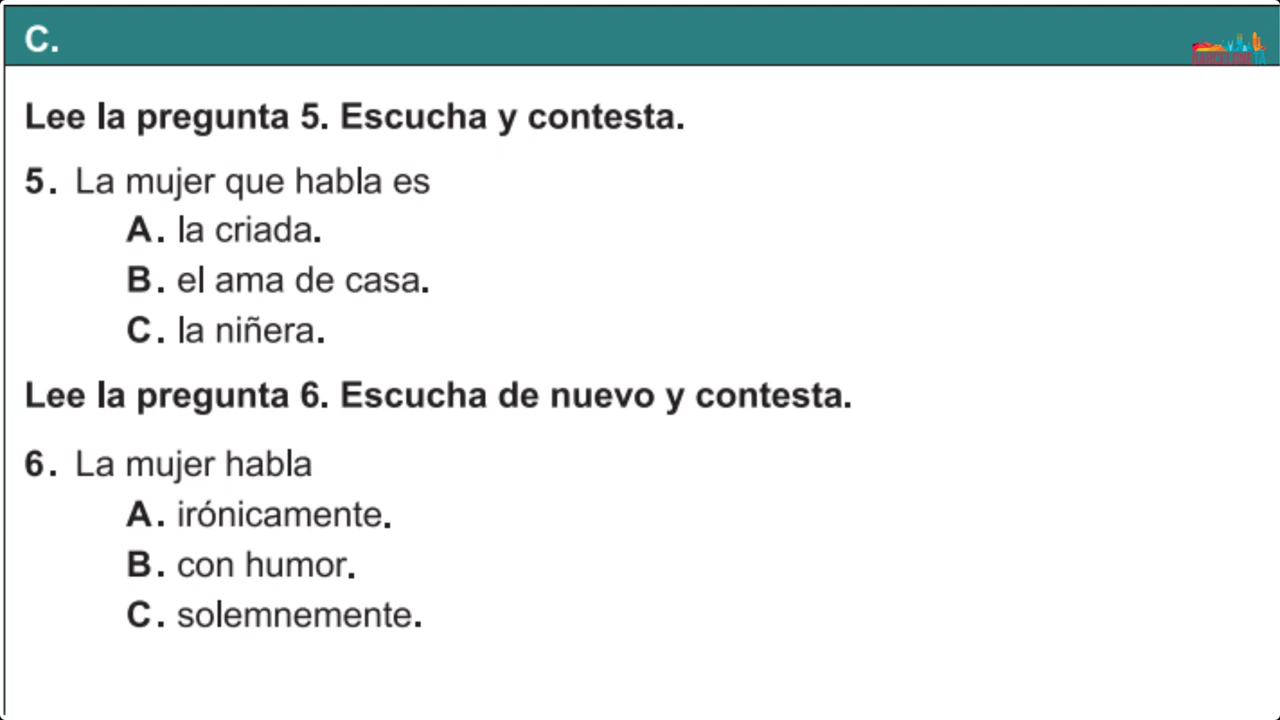 C.
BARCELONETA
Lee la pregunta 5. Escucha y contesta.
5. La mujer que habla es
A. la criada.
B. el ama de casa.
C. la niñera.
Lee la pregunta 6. Escucha de nuevo y contesta.
6. La mujer habla
A. irónicamente.
B. con humor.
C. solemnemente.